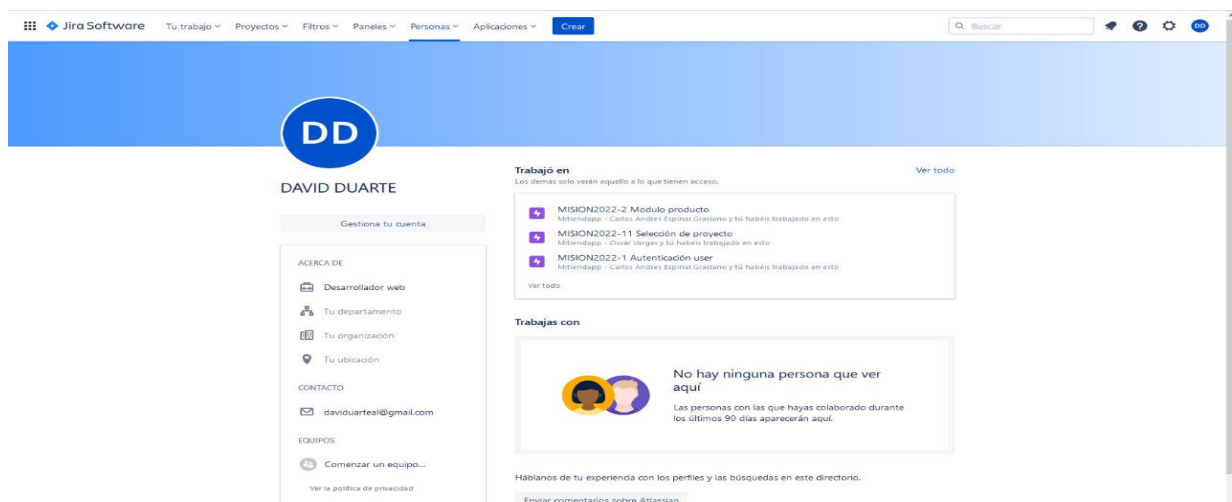 Jira Software Tu trabajo Proyectos Filtros Paneles Personas Aplicaciones Crear Buscar DD
DD
DAVID DUARTE
Gestiona tu cuenta
ACERCA DE
Desarrollador web
Tu departamento
Tu organización
Tu ubicación
CONTACTO
daviduarteal@gmail.com
EQUIPOS
Comenzar un equipo...
Ver la política de privacidad
Trabajó en Ver todo
Los demás solo verán aquello a lo que tienen acceso.
MISION2022-2 Modulo producto
Mitiendapp - Carlos Andres Espinal Graciano y tú habéis trabajado en esto
MISION2022-11 Selección de proyecto
Mitiendapp - Oscar Vargas y tú habéis trabajado en esto
MISION2022-1 Autenticación user
Mitiendapp - Carlos Andres Espinal Graciano y tú habéis trabajado en esto
Ver todo
Trabajas con
No hay ninguna persona que ver
aquí
Las personas con las que hayas colaborado durante
los últimos 90 días aparecerán aquí.
Háblanos de tu experiencia con los perfiles y las búsquedas en este directorio.
Enviar comentarios sobre Atlassian